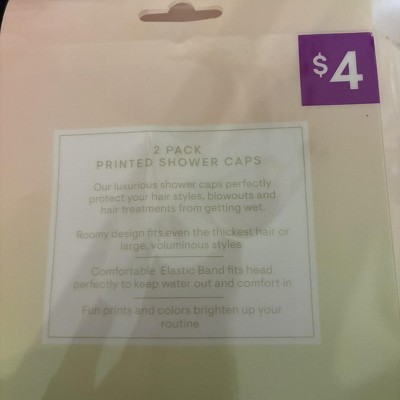 $4
2 PACK
PRINTED SHOWER CAPS
Our luxurious shower caps perfectly
protect your hair styles, blowouts and
hair treatments from getting wet.
Roomy design fits even the thickest hair or
large, voluminous styles
Comfortable Elastic Band fits head
perfectly to keep water out and comfort in
Fun prints and colors brighten up your
routine